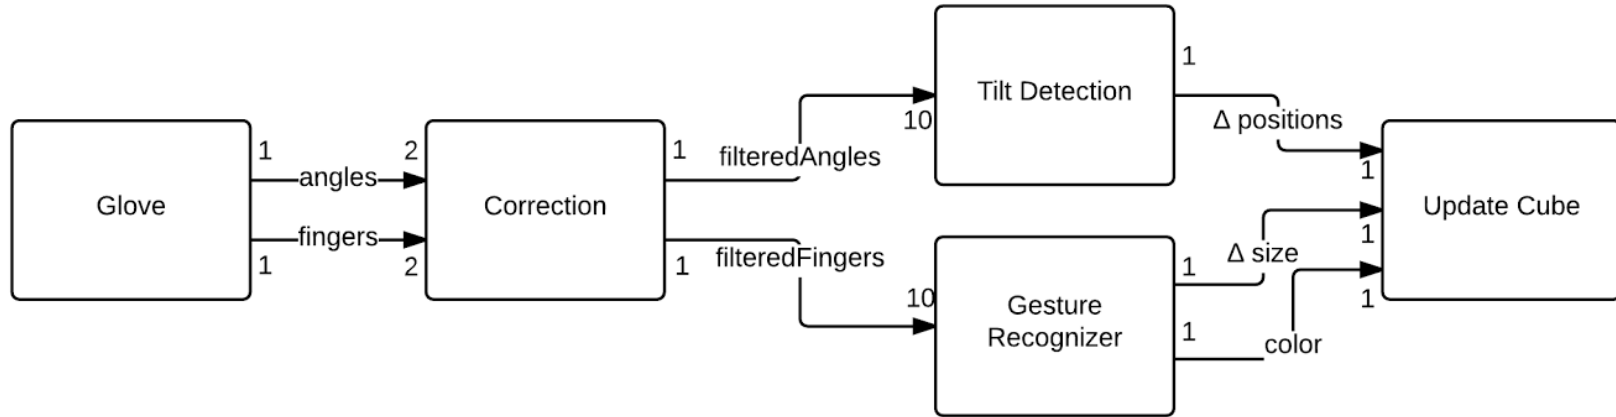 Glove
1
angles
2
fingers
1
2
Correction
1
filteredAngles
10
1
filteredFingers
10
Tilt Detection
1
Δ positions
1
Gesture
Recognizer
1
Δ size
1
1
color
1
Update Cube